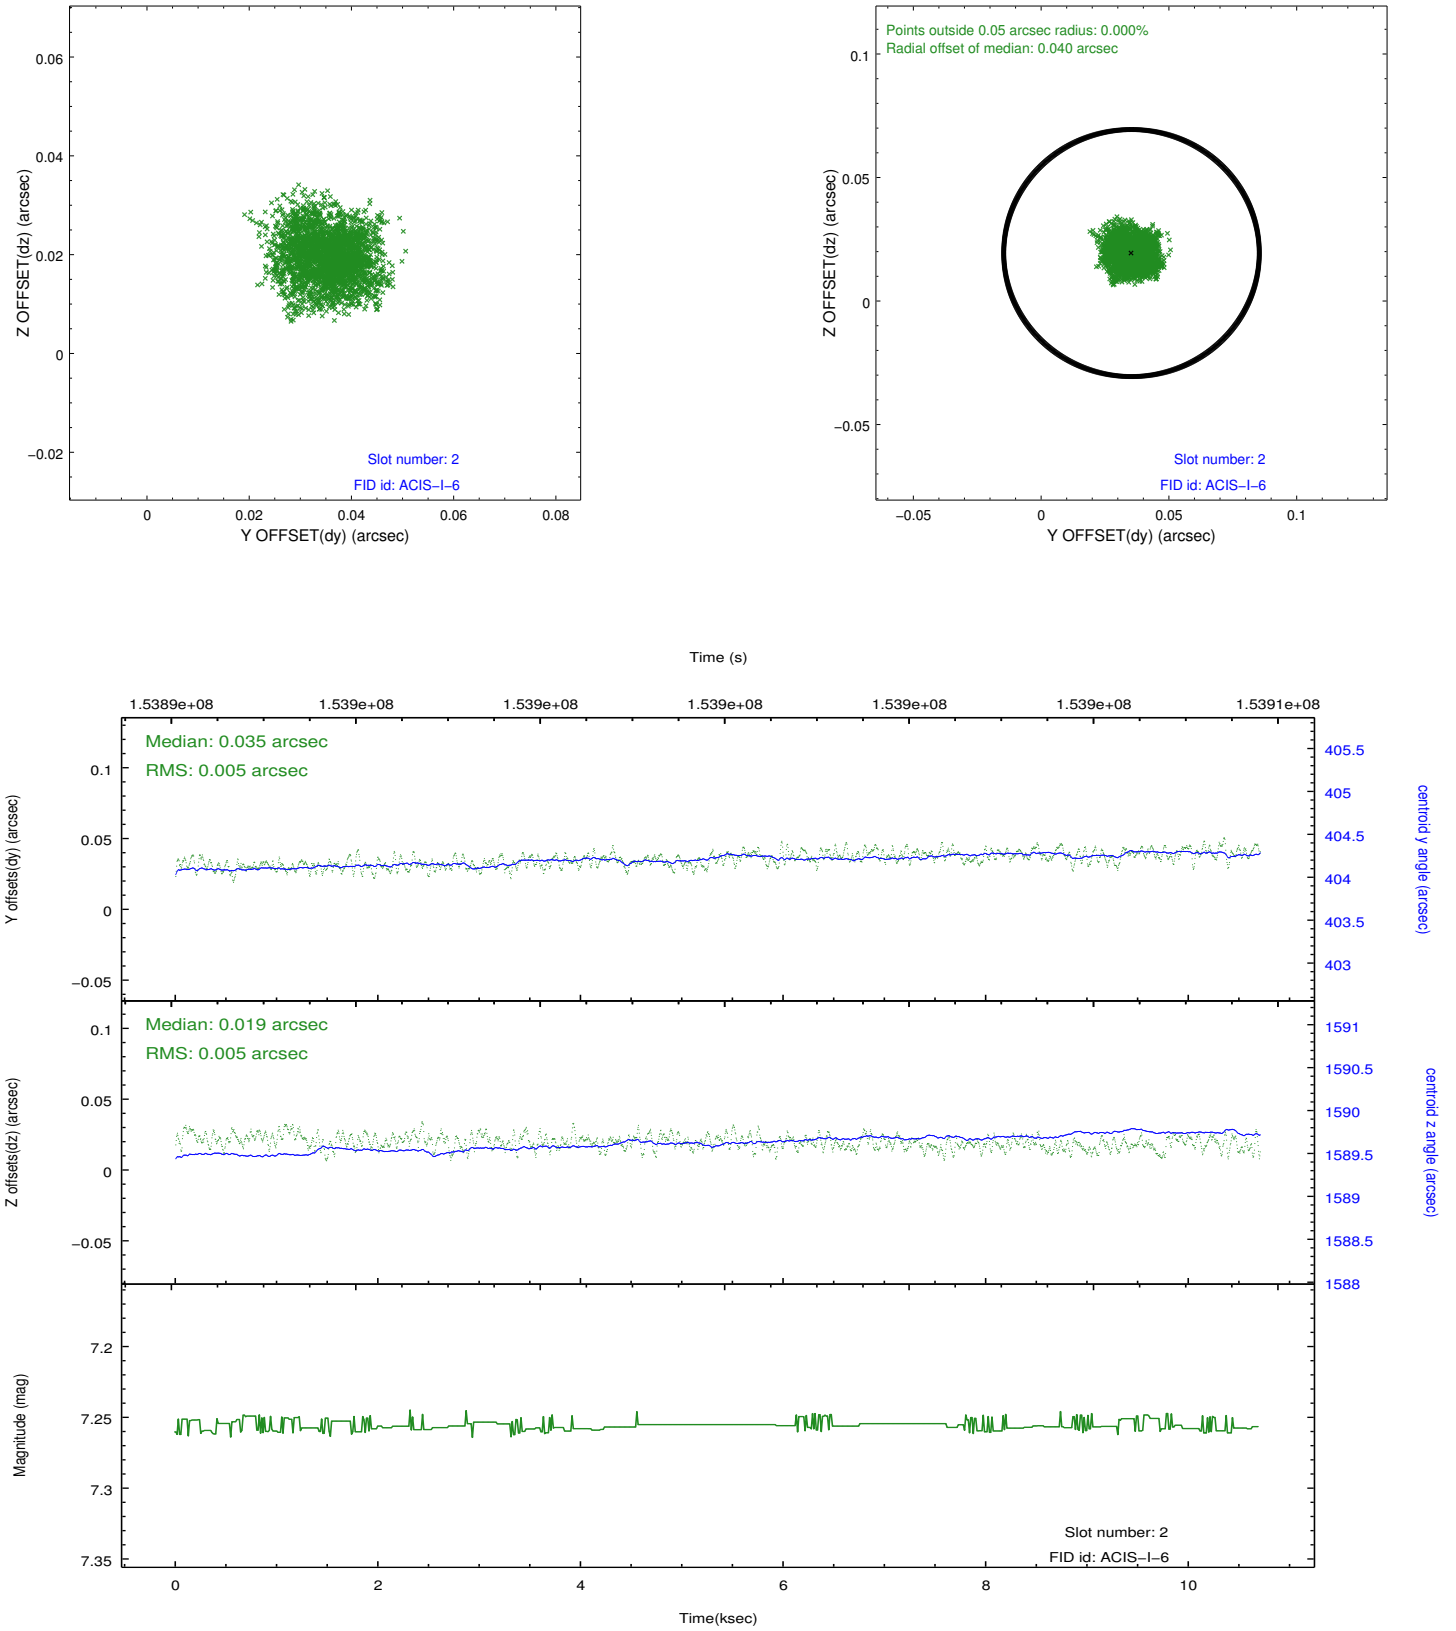 0.06
0.04
0.02
0
−0.02
Z OFFSET(dz) (arcsec)
Slot number: 2
FID id: ACIS−I−6
0
0.02
0.04
0.06
0.08
Y OFFSET(dy) (arcsec)
Points outside 0.05 arcsec radius: 0.000%
Radial offset of median: 0.040 arcsec
0.1
0.05
0
−0.05
Z OFFSET(dz) (arcsec)
Slot number: 2
FID id: ACIS−I−6
−0.05
0
0.05
0.1
Y OFFSET(dy) (arcsec)
Time (s)
1.5389e+08
1.539e+08
1.539e+08
1.539e+08
1.539e+08
1.539e+08
1.5391e+08
Median: 0.035 arcsec
RMS: 0.005 arcsec
0.1
0.05
0
−0.05
Y offsets(dy) (arcsec)
405.5
405
404.5
404
403.5
403
centroid y angle (arcsec)
Median: 0.019 arcsec
RMS: 0.005 arcsec
0.1
0.05
0
−0.05
Z offsets(dz) (arcsec)
1591
1590.5
1590
1589.5
1589
1588.5
1588
centroid z angle (arcsec)
7.2
7.25
7.3
7.35
Magnitude (mag)
Slot number: 2
FID id: ACIS−I−6
0
2
4
6
8
10
Time(ksec)